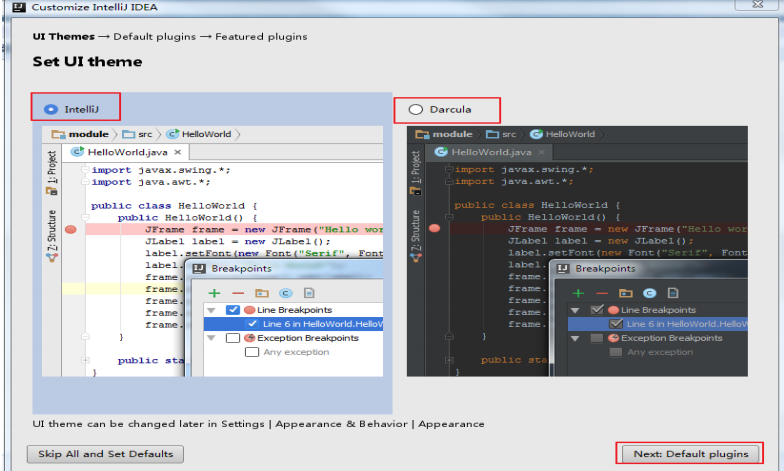 Customize IntelliJ IDEA
UI Themes → Default plugins → Featured plugins
Set UI theme
IntelliJ
module src HelloWorld
HelloWorld.java ×
1: Project
Z: Structure
import javax.swing.*;
import java.awt.*;
public class HelloWorld {
public HelloWorld() {
JFrame frame = new JFrame("Hello wor
JLabel label = new JLabel();
label.setFont(new Font("Serif", Font
label.
frame.
frame.
frame.
frame.
frame.
}
public sta
}
Breakpoints
Line Breakpoints
Line 6 in HelloWorld.HelloW
Exception Breakpoints
Any exception
Darcula
module src HelloWorld
HelloWorld.java ×
1: Project
Z: Structure
import javax.swing.*;
import java.awt.*;
public class HelloWorld {
public HelloWorld() {
JFrame frame = new JFrame("Hello wor
JLabel label = new JLabel();
label.setFont(new Font("Serif", Font
label.
frame.
frame.
frame.
frame.
frame.
}
public sta
}
Breakpoints
Line Breakpoints
Line 6 in HelloWorld.HelloW
Exception Breakpoints
Any exception
UI theme can be changed later in Settings | Appearance & Behavior | Appearance
Skip All and Set Defaults
Next: Default plugins